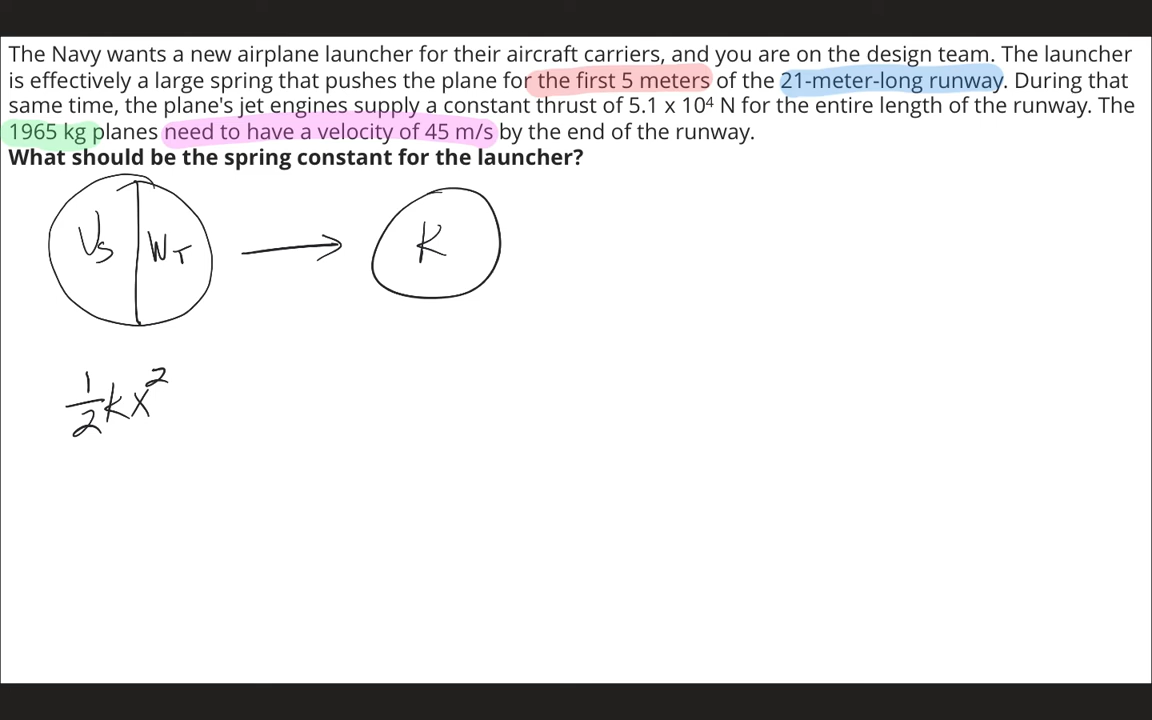 The Navy wants a new airplane launcher for their aircraft carriers, and you are on the design team. The launcher
is effectively a large spring that pushes the plane for the first 5 meters of the 21-meter-long runway. During that
same time, the plane's jet engines supply a constant thrust of 5.1 x 10⁴ N for the entire length of the runway. The
1965 kg planes need to have a velocity of 45 m/s by the end of the runway.
What should be the spring constant for the launcher?
Us WT K
1/2 kx²